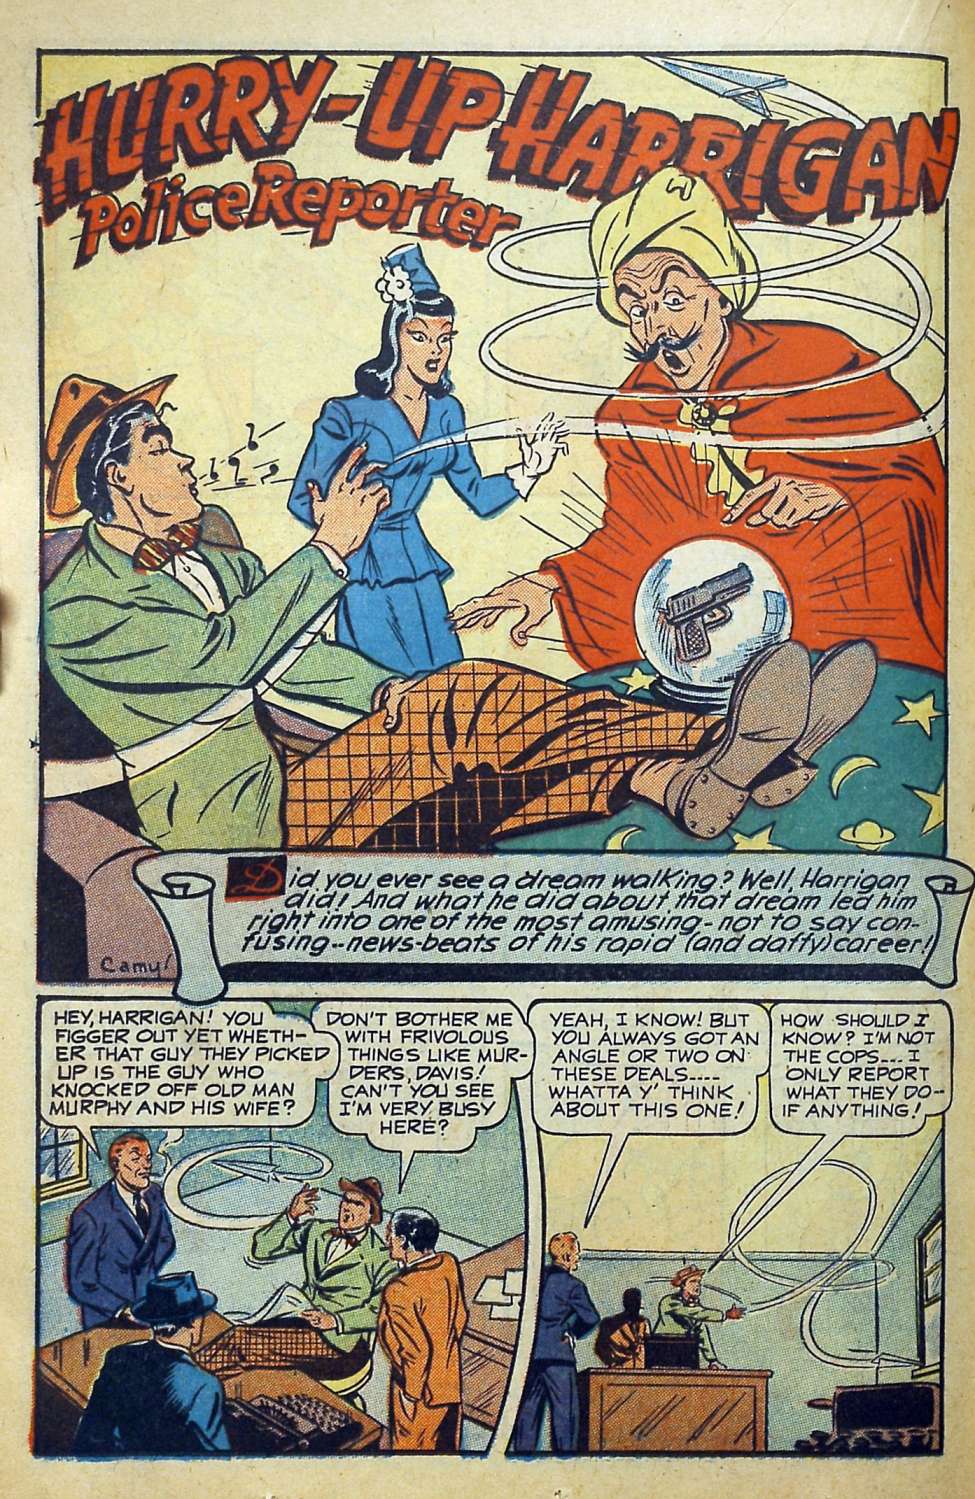 HURRY-UP HARRIGAN
Police Reporter
Did you ever see a dream walking? Well, Harrigan
did! And what he did about that dream led him
right into one of the most amusing-not to say con-
fusing--news-beats of his rapid (and daffy) career!
Camy!
HEY, HARRIGAN! YOU
FIGGER OUT YET WHETH-
ER THAT GUY THEY PICKED
UP IS THE GUY WHO
KNOCKED OFF OLD MAN
MURPHY AND HIS WIFE?
DON'T BOTHER ME
WITH FRIVOLOUS
THINGS LIKE MUR-
DERS, DAVIS!
CAN'T YOU SEE
I'M VERY BUSY
HERE?
YEAH, I KNOW! BUT
YOU ALWAYS GOT AN
ANGLE OR TWO ON
THESE DEALS....
WHATTA Y' THINK
ABOUT THIS ONE!
HOW SHOULD I
KNOW? I'M NOT
THE COPS... I
ONLY REPORT
WHAT THEY DO--
IF ANYTHING!